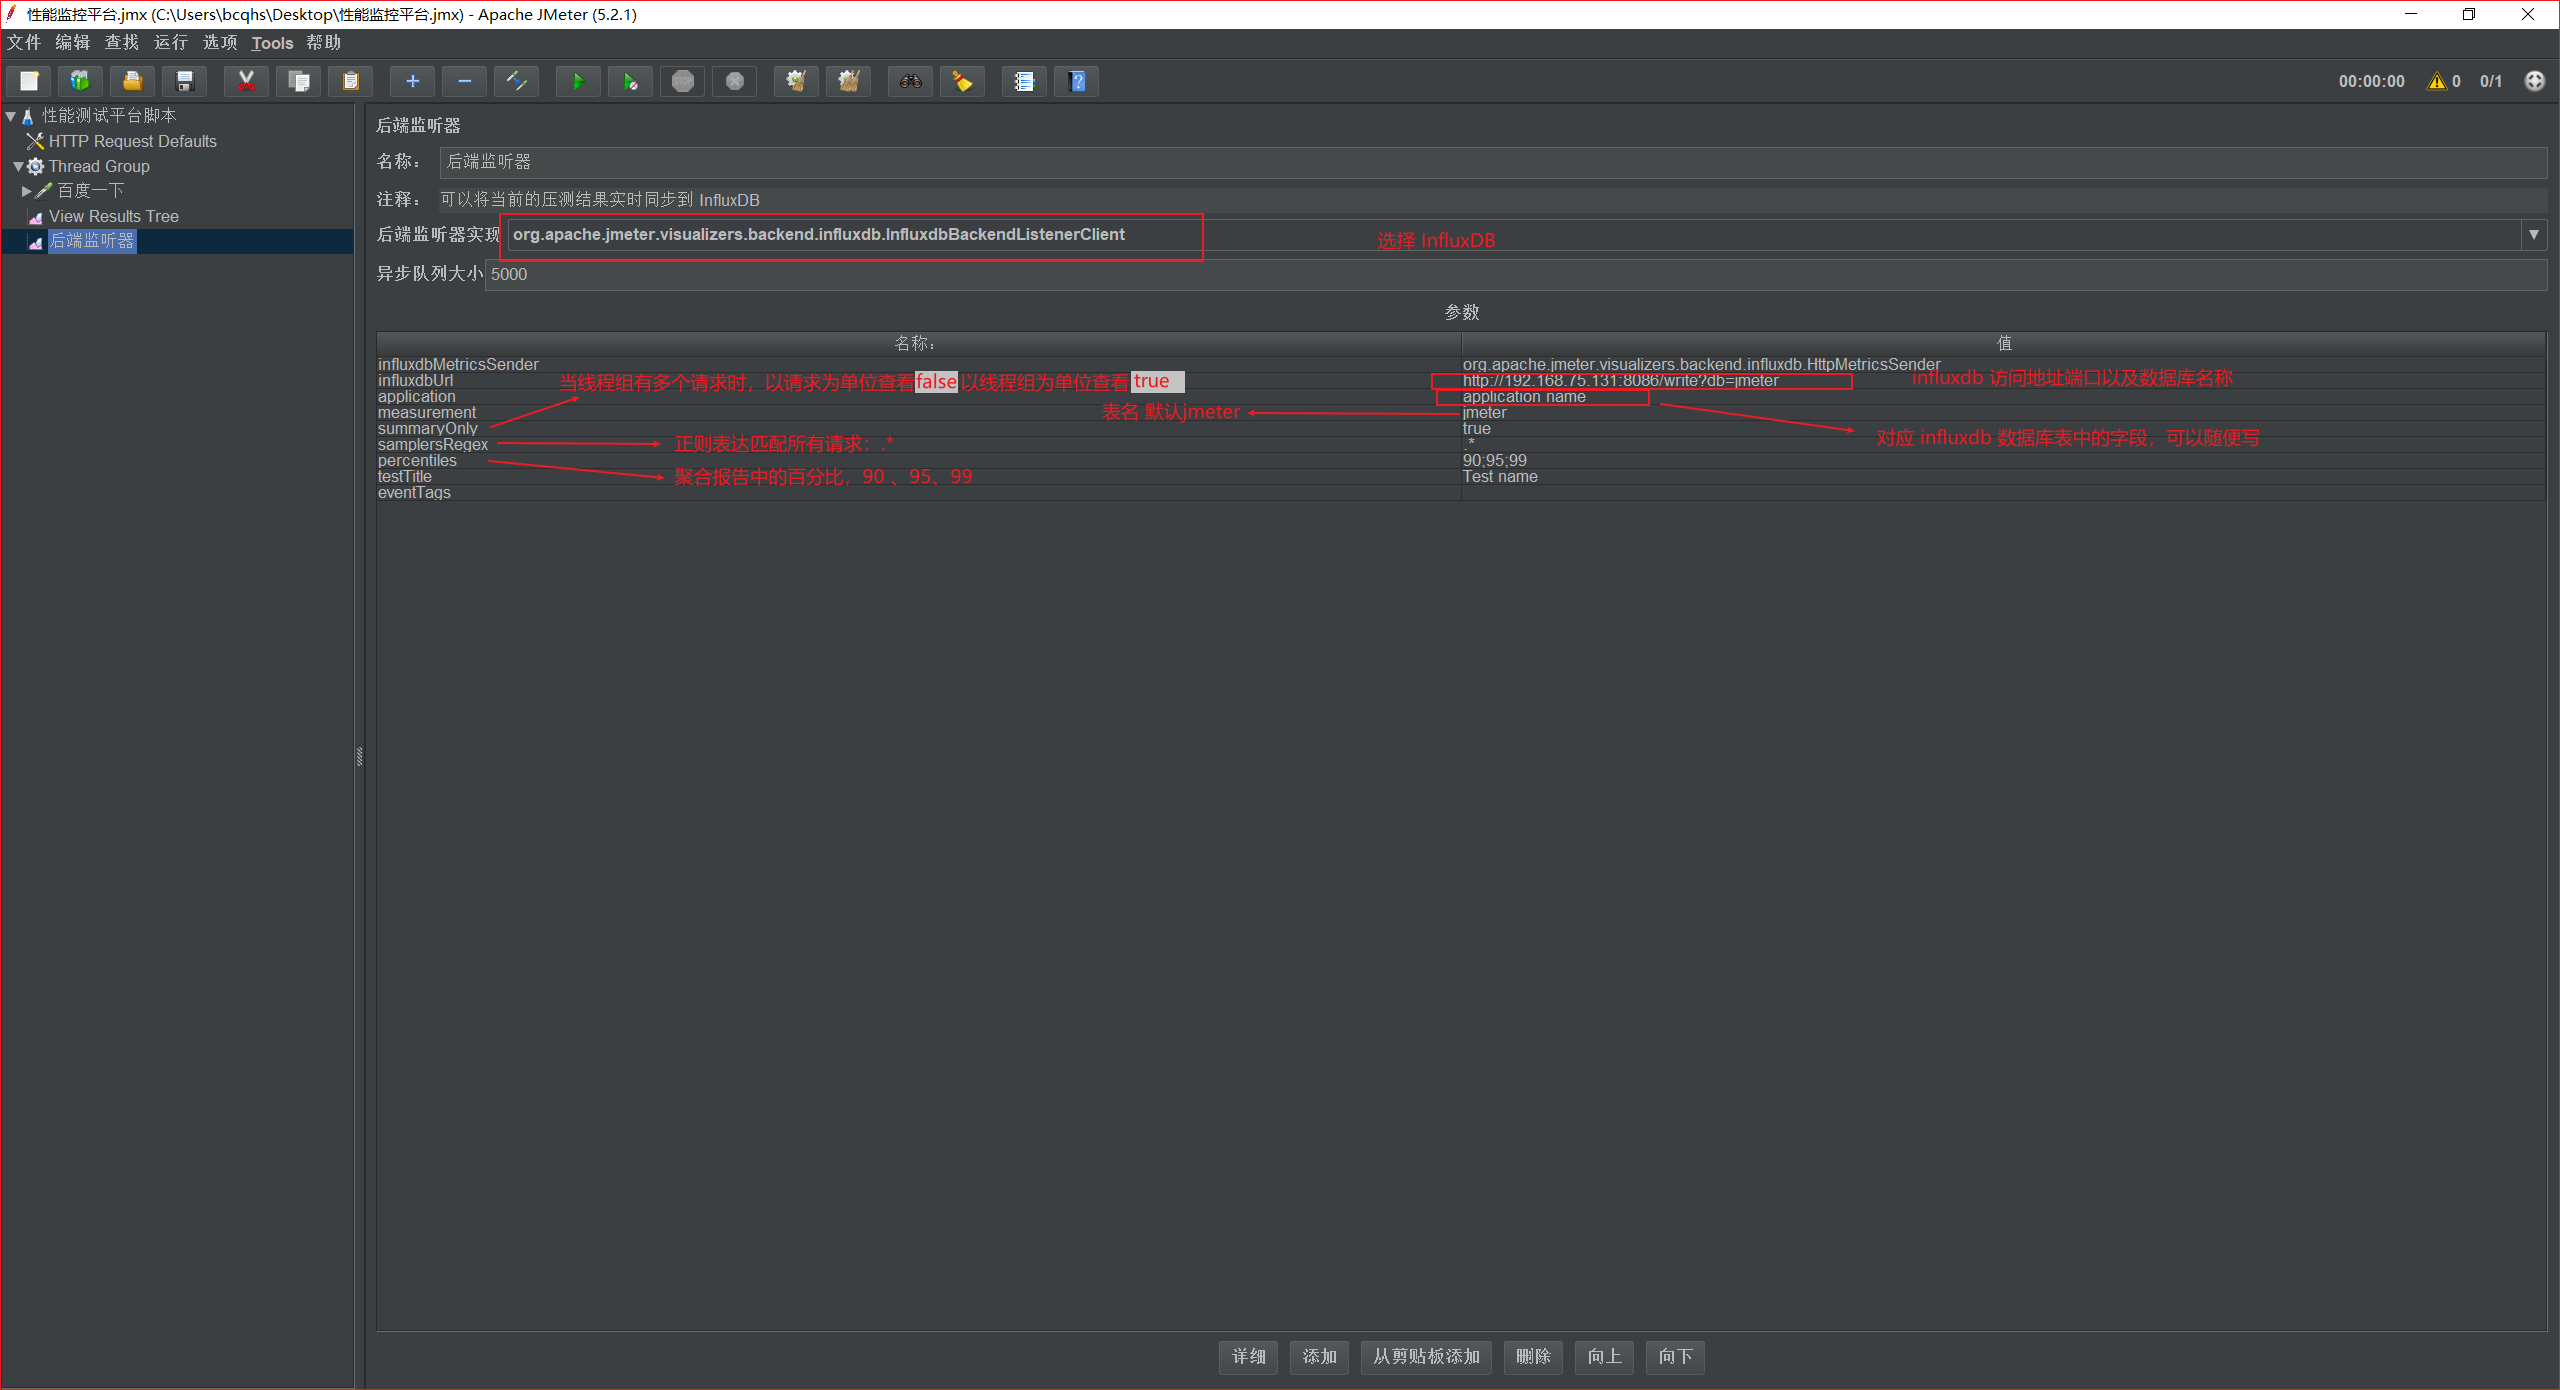 性能监控平台.jmx (C:\Users\bcqhs\Desktop\性能监控平台.jmx) - Apache JMeter (5.2.1)
文件 编辑 查找 运行 选项 Tools 帮助
00:00:00 0 0/1
性能测试平台脚本
HTTP Request Defaults
Thread Group
百度一下
View Results Tree
后端监听器
后端监听器
名称： 后端监听器
注释： 可以将当前的压测结果实时同步到 InfluxDB
后端监听器实现 org.apache.jmeter.visualizers.backend.influxdb.InfluxdbBackendListenerClient 选择 InfluxDB
异步队列大小 5000
参数
名称： 值
influxdbMetricsSender org.apache.jmeter.visualizers.backend.influxdb.HttpMetricsSender
influxdbUrl 当线程组有多个请求时，以请求为单位查看false以线程组为单位查看 true http://192.168.75.131:8086/write?db=jmeter influxdb 访问地址端口以及数据库名称
application application name
measurement 表名 默认jmeter jmeter
summaryOnly true
samplersRegex 正则表达匹配所有请求：.* .* 对应 influxdb 数据库表中的字段，可以随便写
percentiles 90;95;99
testTitle 聚合报告中的百分比，90 、95、99 Test name
eventTags
详细 添加 从剪贴板添加 删除 向上 向下